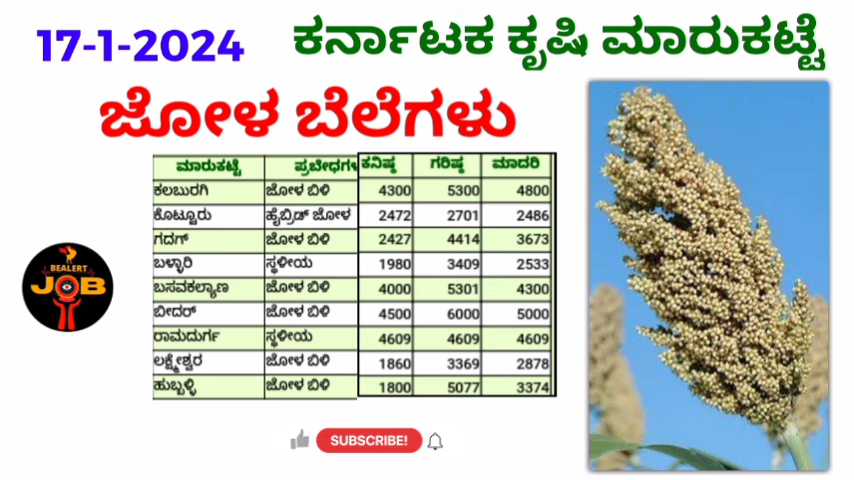 17-1-2024 ಕರ್ನಾಟಕ ಕೃಷಿ ಮಾರುಕಟ್ಟೆ
ಜೋಳ ಬೆಲೆಗಳು
ಮಾರುಕಟ್ಟೆ ಪ್ರಬೇಧಗಳ ಕನಿಷ್ಠ ಗರಿಷ್ಠ ಮಾದರಿ
ಕಲಬುರಗಿ ಜೋಳ ಬಿಳಿ 4300 5300 4800
ಕೊಟ್ಟೂರು ಹೈಬ್ರಿಡ್ ಜೋಳ 2472 2701 2486
ಗದಗ್ ಜೋಳ ಬಿಳಿ 2427 4414 3673
ಬಳ್ಳಾರಿ ಸ್ಥಳೀಯ 1980 3409 2533
ಬಸವಕಲ್ಯಾಣ ಜೋಳ ಬಿಳಿ 4000 5301 4300
ಬೀದರ್ ಜೋಳ ಬಿಳಿ 4500 6000 5000
ರಾಮದುರ್ಗ ಸ್ಥಳೀಯ 4609 4609 4609
ಲಕ್ಷ್ಮೇಶ್ವರ ಜೋಳ ಬಿಳಿ 1860 3369 2878
ಹುಬ್ಬಳ್ಳಿ ಜೋಳ ಬಿಳಿ 1800 5077 3374
BEALERT
JOB
SUBSCRIBE!